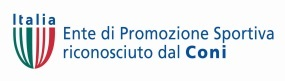 Italia
Ente di Promozione Sportiva
riconosciuto dal Coni